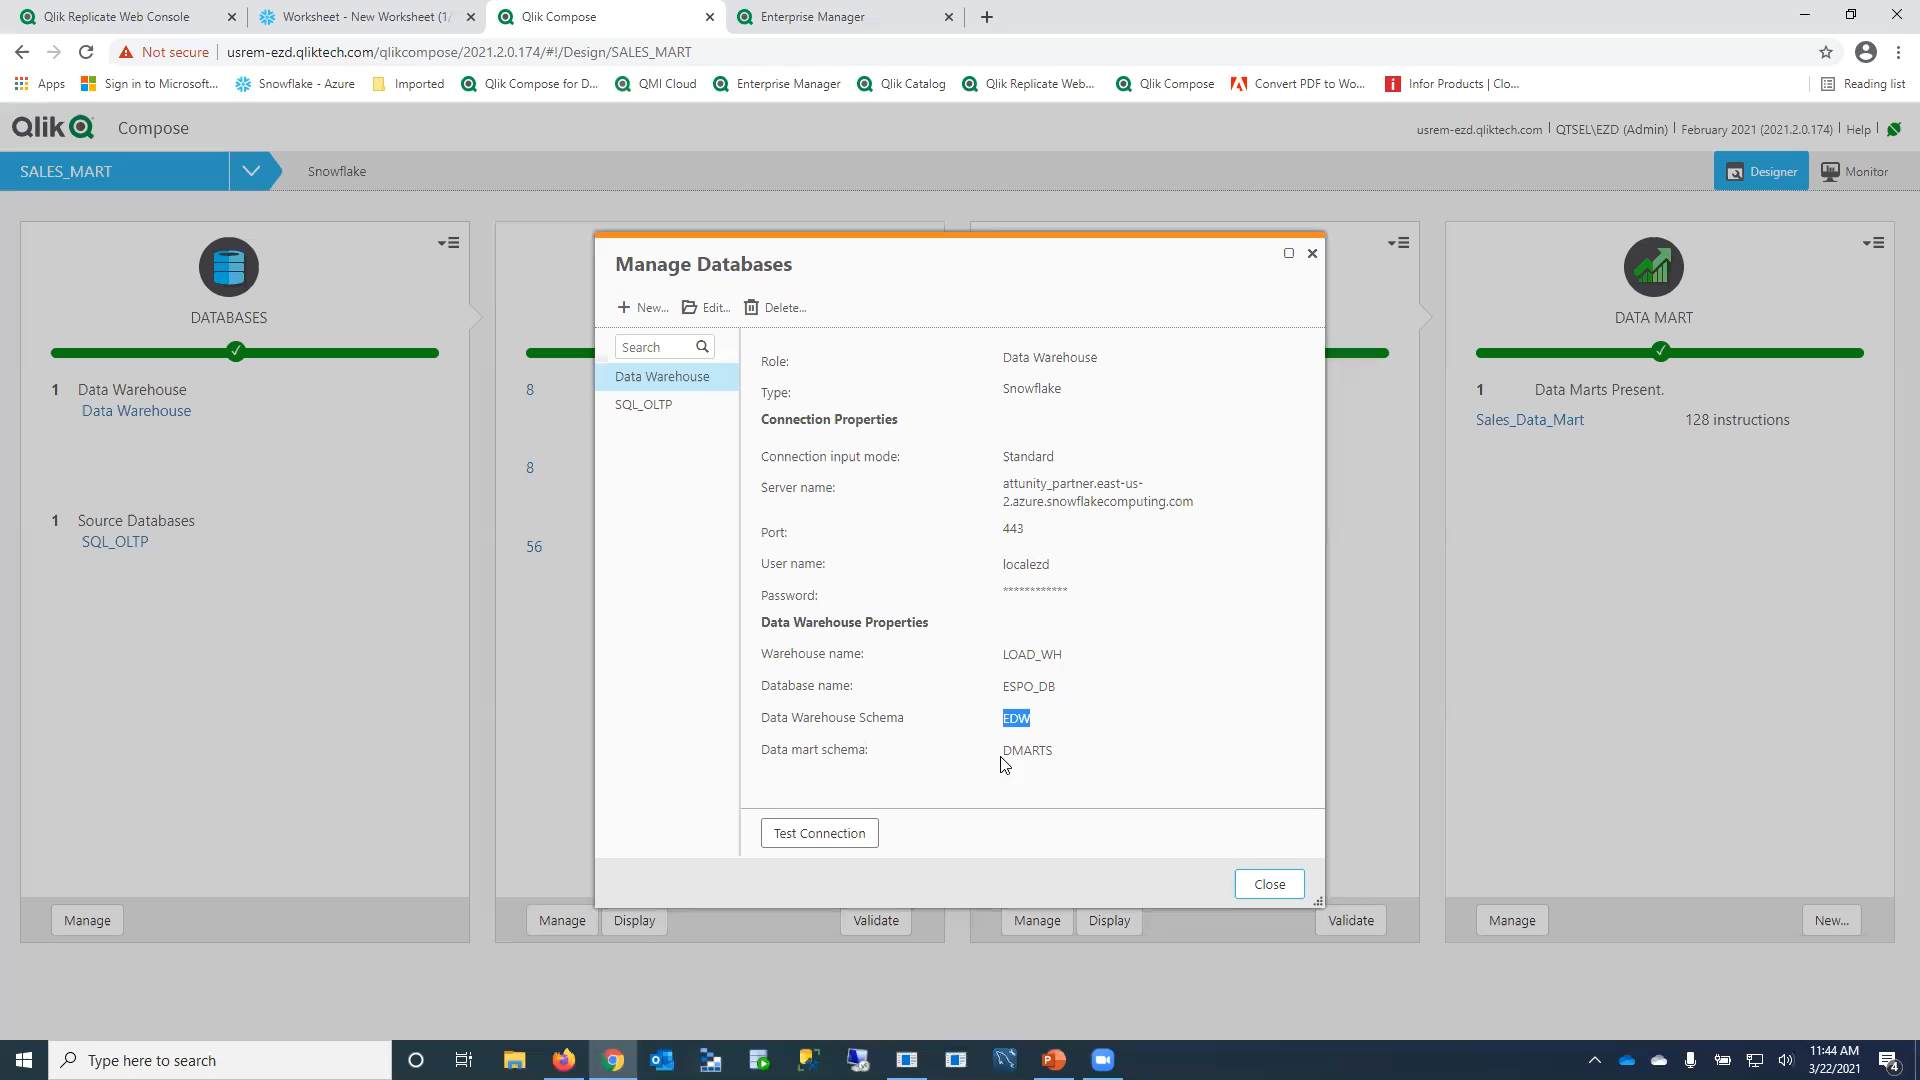 Qlik Replicate Web Console
Worksheet - New Worksheet (1/
Qlik Compose
Enterprise Manager
Not secure
usrem-ezd.qliktech.com/qlikcompose/2021.2.0.174/#!/Design/SALES_MART
Apps
Sign in to Microsoft...
Snowflake - Azure
Imported
Qlik Compose for D...
QMI Cloud
Enterprise Manager
Qlik Catalog
Qlik Replicate Web...
Qlik Compose
Convert PDF to Wo...
Infor Products | Clo...
Reading list
Qlik
Compose
usrem-ezd.qliktech.com | QTSEL\EZD (Admin) | February 2021 (2021.2.0.174) | Help |
SALES_MART
Snowflake
Designer
Monitor
DATABASES
1 Data Warehouse
Data Warehouse
1 Source Databases
SQL_OLTP
Manage
8
8
56
Manage
Display
Validate
Manage Databases
New...
Edit...
Delete...
Search
Data Warehouse
SQL_OLTP
Role: Data Warehouse
Type: Snowflake
Connection Properties
Connection input mode: Standard
Server name: attunity_partner.east-us-
2.azure.snowflakecomputing.com
Port: 443
User name: localezd
Password: ************
Data Warehouse Properties
Warehouse name: LOAD_WH
Database name: ESPO_DB
Data Warehouse Schema EDW
Data mart schema: DMARTS
Test Connection
Close
Manage
Display
Validate
DATA MART
1 Data Marts Present.
Sales_Data_Mart 128 instructions
Manage
New...
Type here to search
11:44 AM
3/22/2021
4